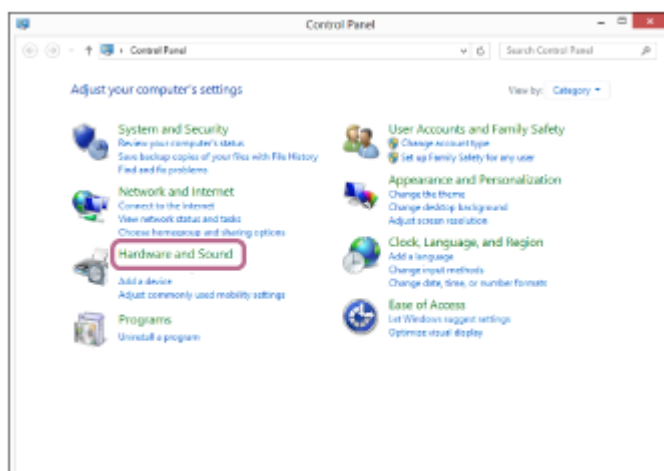 Control Panel
Control Panel
Search Control Panel
Adjust your computer's settings
View by: Category
System and Security
Review your computer's status
Save backup copies of your files with File History
Find and fix problems
Network and Internet
Connect to the Internet
View network status and tasks
Choose homegroup and sharing options
Hardware and Sound
Add a device
Adjust commonly used mobility settings
Programs
Uninstall a program
User Accounts and Family Safety
Change account type
Set up Family Safety for any user
Appearance and Personalization
Change the theme
Change desktop background
Adjust screen resolution
Clock, Language, and Region
Add a language
Change input methods
Change date, time, or number formats
Ease of Access
Let Windows suggest settings
Optimize visual display